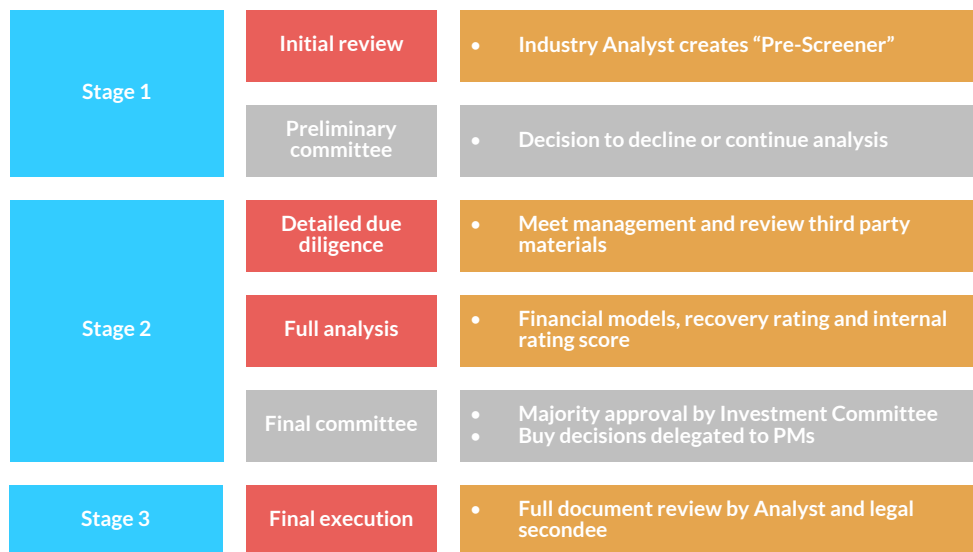 Stage 1
Initial review
• Industry Analyst creates “Pre-Screener”
Preliminary
committee
• Decision to decline or continue analysis
Stage 2
Detailed due
diligence
• Meet management and review third party
materials
Full analysis
• Financial models, recovery rating and internal
rating score
Final committee
• Majority approval by Investment Committee
• Buy decisions delegated to PMs
Stage 3
Final execution
• Full document review by Analyst and legal
secondee